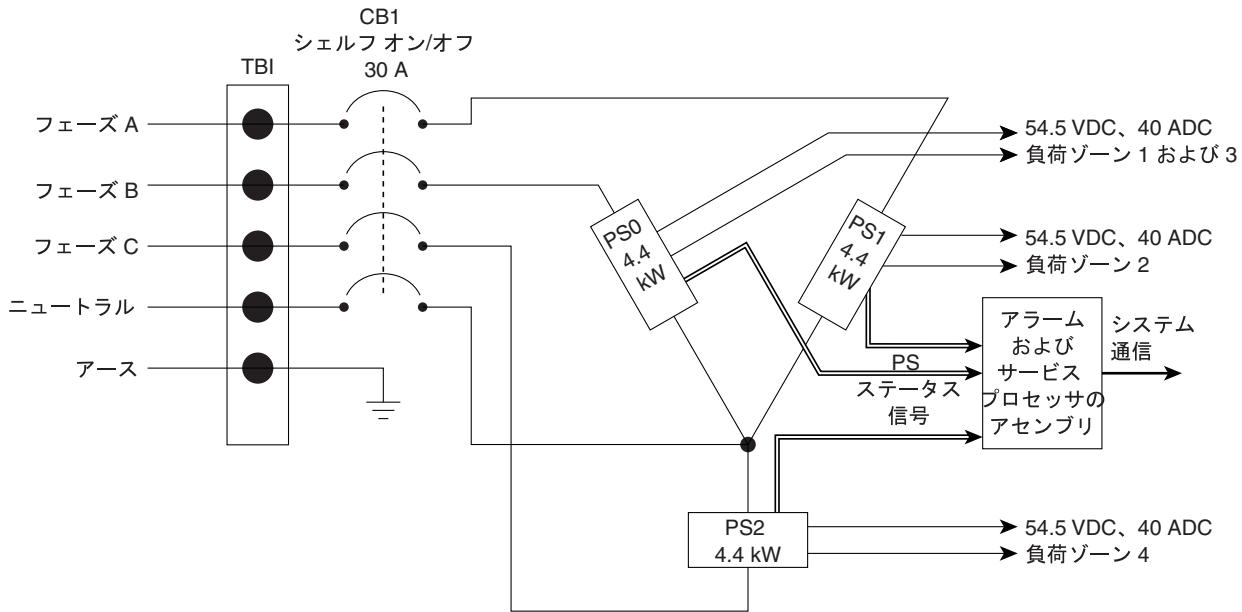 CB1
シェルフ オン/オフ
30 A
TBI
フェーズ A
フェーズ B
フェーズ C
ニュートラル
アース
PS0
4.4
kW
PS1
4.4
kW
54.5 VDC、40 ADC
負荷ゾーン 1 および 3
54.5 VDC、40 ADC
負荷ゾーン 2
PS
ステータス
信号
アラーム
および
サービス
プロセッサの
アセンブリ
システム
通信
PS2
4.4 kW
54.5 VDC、40 ADC
負荷ゾーン 4